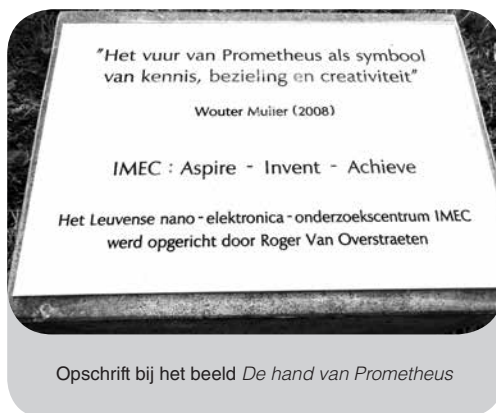 "Het vuur van Prometheus als symbool
van kennis, bezieling en creativiteit"
Wouter Mulier (2008)
IMEC : Aspire - Invent - Achieve
Het Leuvense nano-elektronica-onderzoekscentrum IMEC
werd opgericht door Roger Van Overstraeten
Opschrift bij het beeld De hand van Prometheus